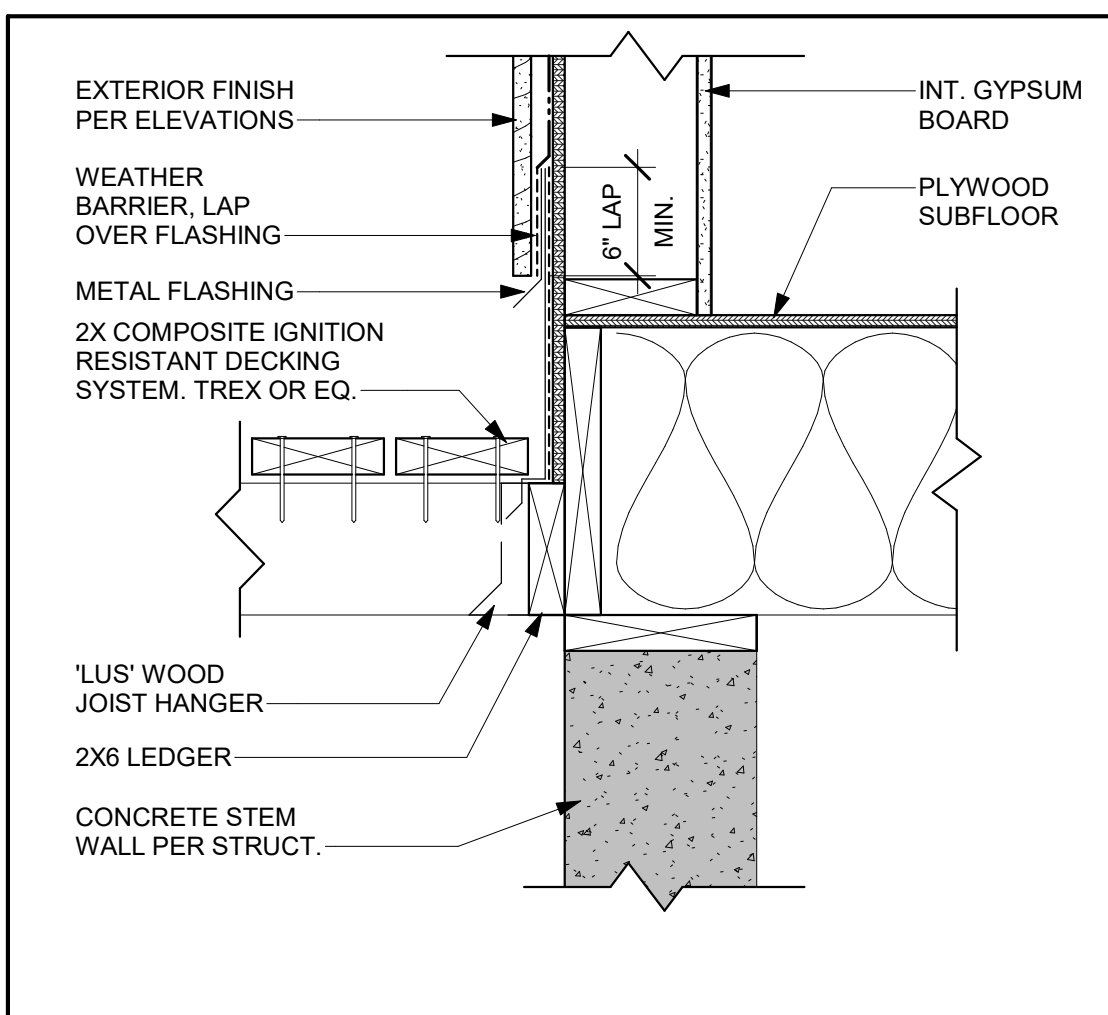 EXTERIOR FINISH
PER ELEVATIONS
WEATHER
BARRIER, LAP
OVER FLASHING
METAL FLASHING
2X COMPOSITE IGNITION
RESISTANT DECKING
SYSTEM. TREX OR EQ.
'LUS' WOOD
JOIST HANGER
2X6 LEDGER
CONCRETE STEM
WALL PER STRUCT.
6" LAP
MIN.
INT. GYPSUM
BOARD
PLYWOOD
SUBFLOOR